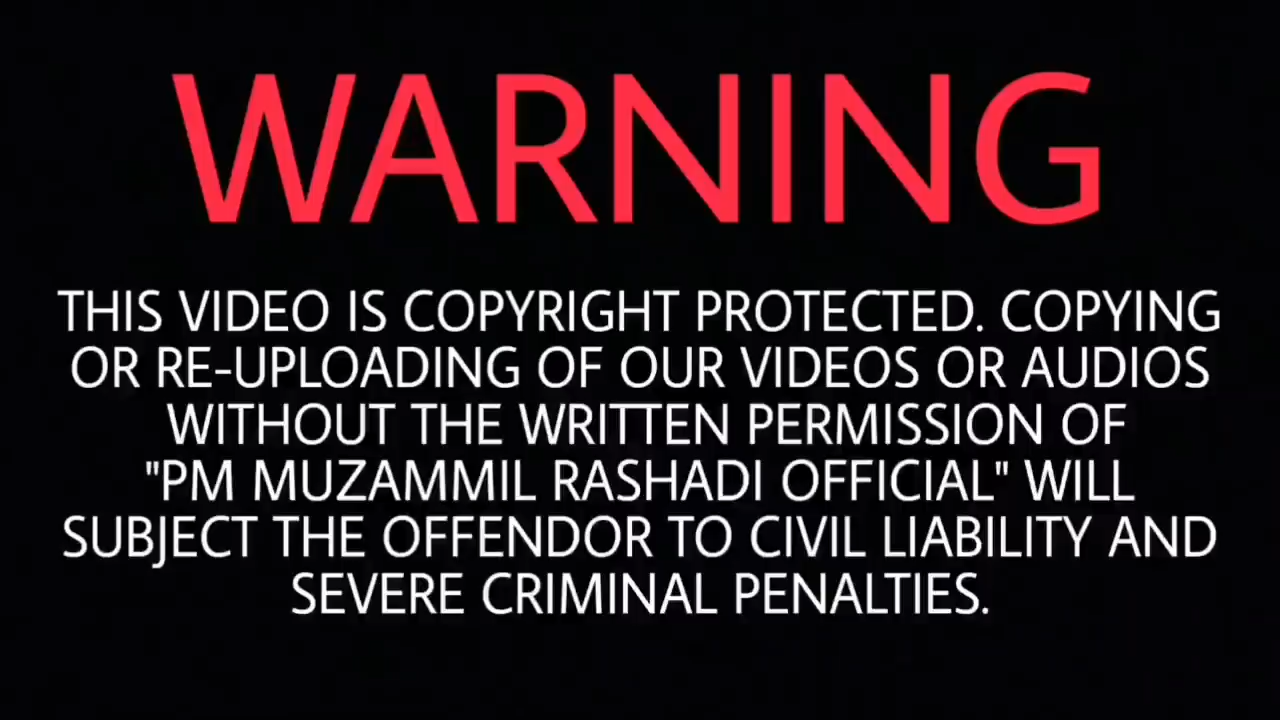 WARNING
THIS VIDEO IS COPYRIGHT PROTECTED. COPYING
OR RE-UPLOADING OF OUR VIDEOS OR AUDIOS
WITHOUT THE WRITTEN PERMISSION OF
"PM MUZAMMIL RASHADI OFFICIAL" WILL
SUBJECT THE OFFENDOR TO CIVIL LIABILITY AND
SEVERE CRIMINAL PENALTIES.